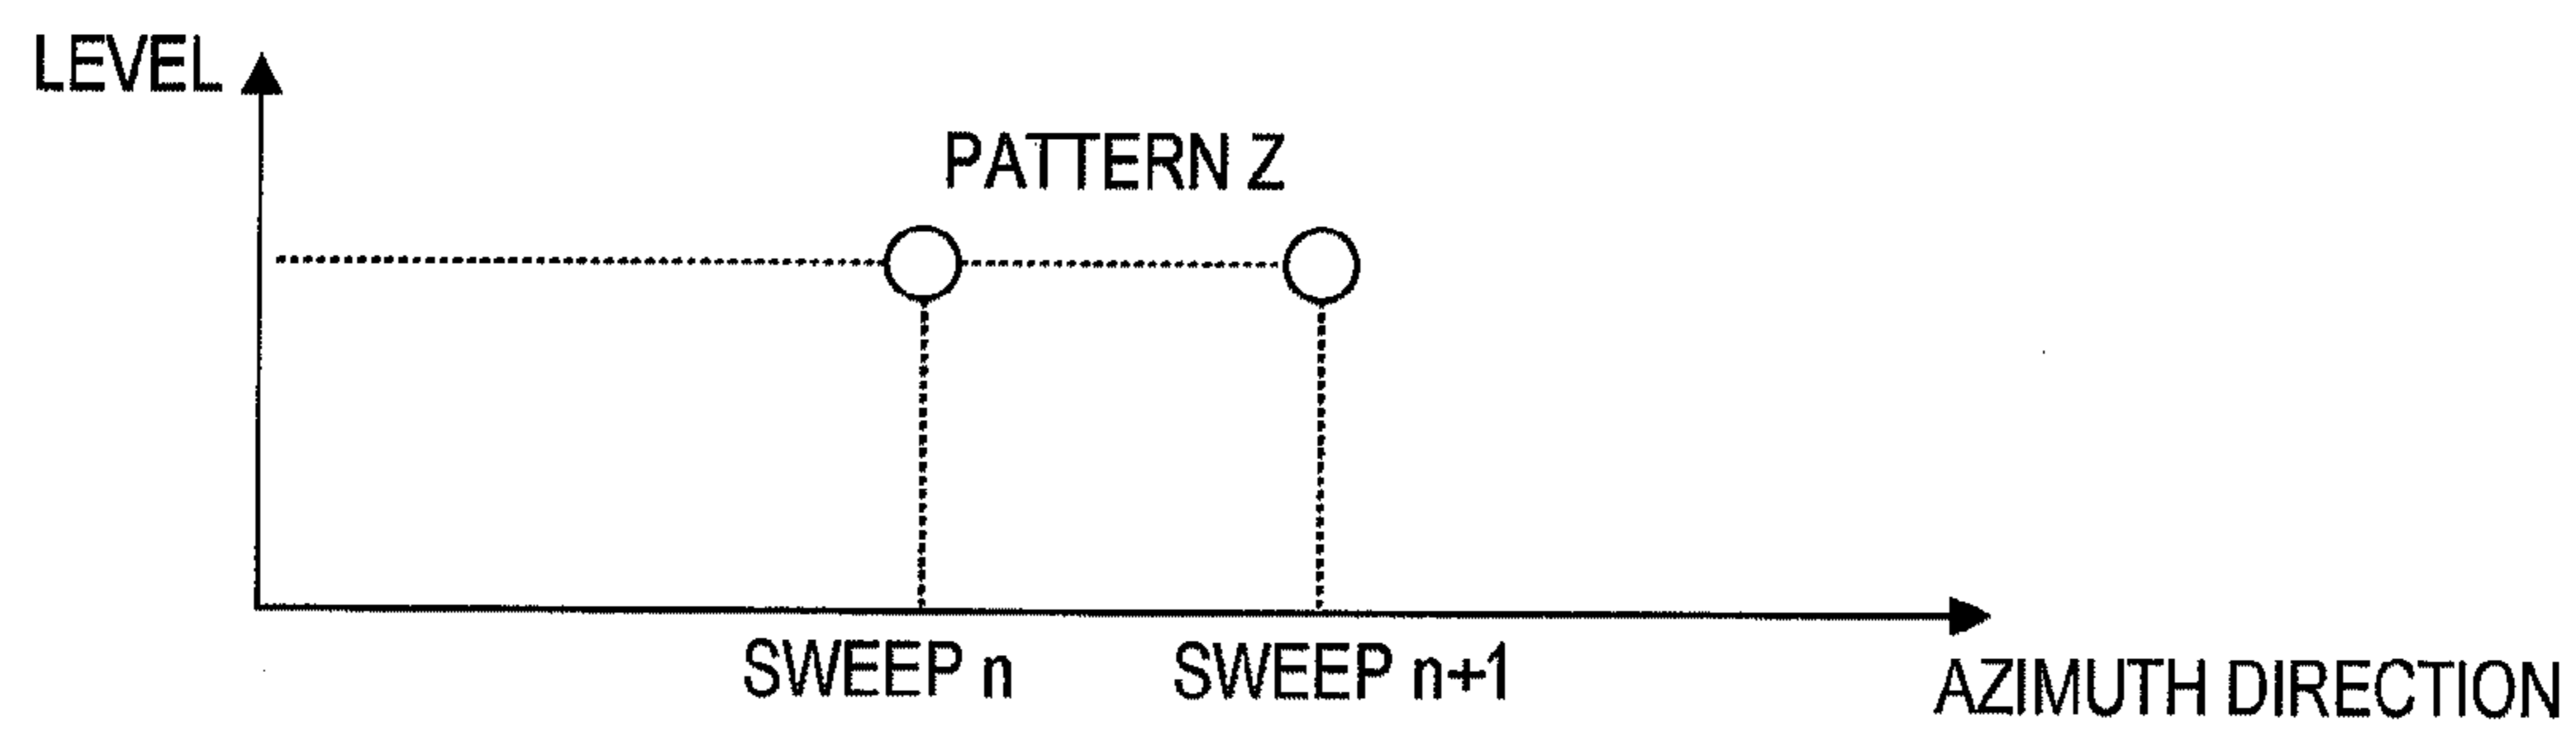 LEVEL
PATTERN Z
SWEEP n
SWEEP n+1
AZIMUTH DIRECTION